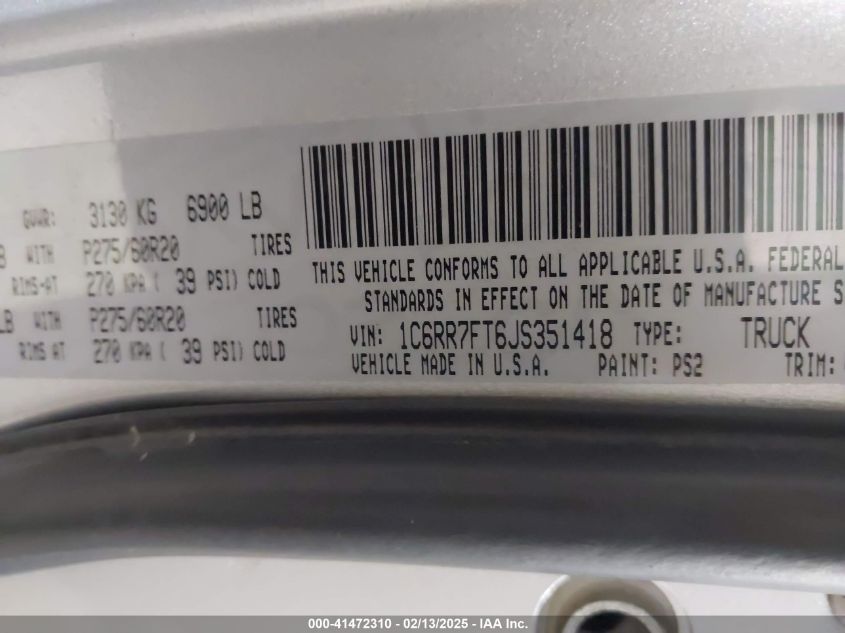 GVWR: 3130 KG 6900 LB
B WITH P275/60R20 TIRES
RIMS-AT 270 KPA ( 39 PSI) COLD
LB WITH P275/60R20 TIRES
RIMS AT 270 KPA ( 39 PSI) COLD
THIS VEHICLE CONFORMS TO ALL APPLICABLE U.S.A. FEDERAL
STANDARDS IN EFFECT ON THE DATE OF MANUFACTURE S
VIN: 1C6RR7FT6JS351418 TYPE: TRUCK
VEHICLE MADE IN U.S.A. PAINT: PS2 TRIM:
000-41472310 - 02/13/2025 - IAA Inc.